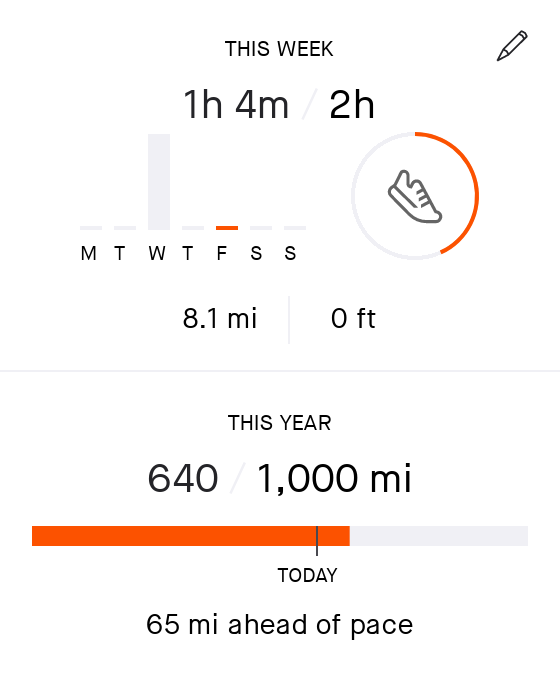 THIS WEEK
1h 4m / 2h
M T W T F S S
8.1 mi 0 ft
THIS YEAR
640 / 1,000 mi
TODAY
65 mi ahead of pace